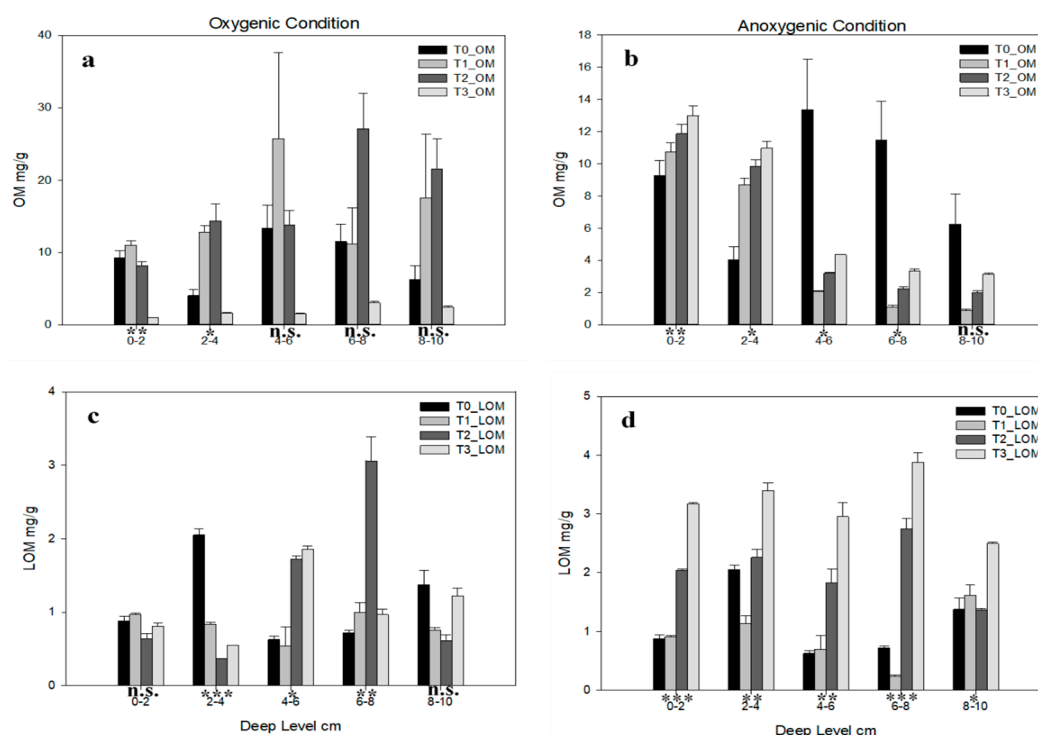 Oxygenic Condition
a
OM mg/g
40
30
20
10
0
T0_OM
T1_OM
T2_OM
T3_OM
** * n.s. n.s. n.s.
0-2 2-4 4-6 6-8 8-10
Anoxygenic Condition
b
OM mg/g
18
16
14
12
10
8
6
4
2
0
T0_OM
T1_OM
T2_OM
T3_OM
** * * * n.s.
0-2 2-4 4-6 6-8 8-10
c
LOM mg/g
4
3
2
1
0
T0_LOM
T1_LOM
T2_LOM
T3_LOM
n.s. *** * ** n.s.
0-2 2-4 4-6 6-8 8-10
Deep Level cm
d
LOM mg/g
5
4
3
2
1
0
T0_LOM
T1_LOM
T2_LOM
T3_LOM
*** ** ** *** *
0-2 2-4 4-6 6-8 8-10
Deep Level cm